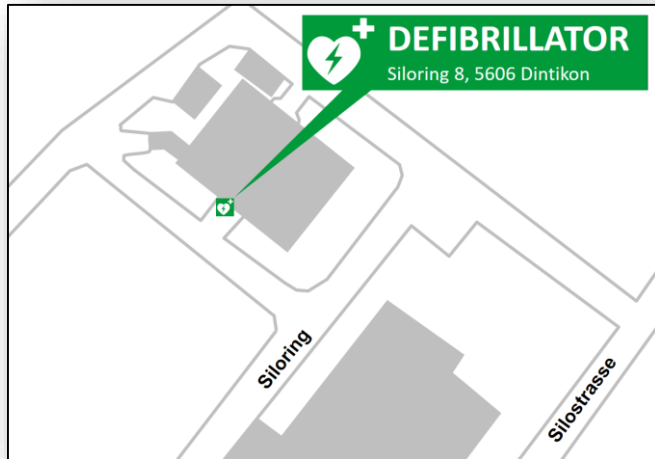 DEFIBRILLATOR
Siloring 8, 5606 Dintikon
Siloring
Silostrasse